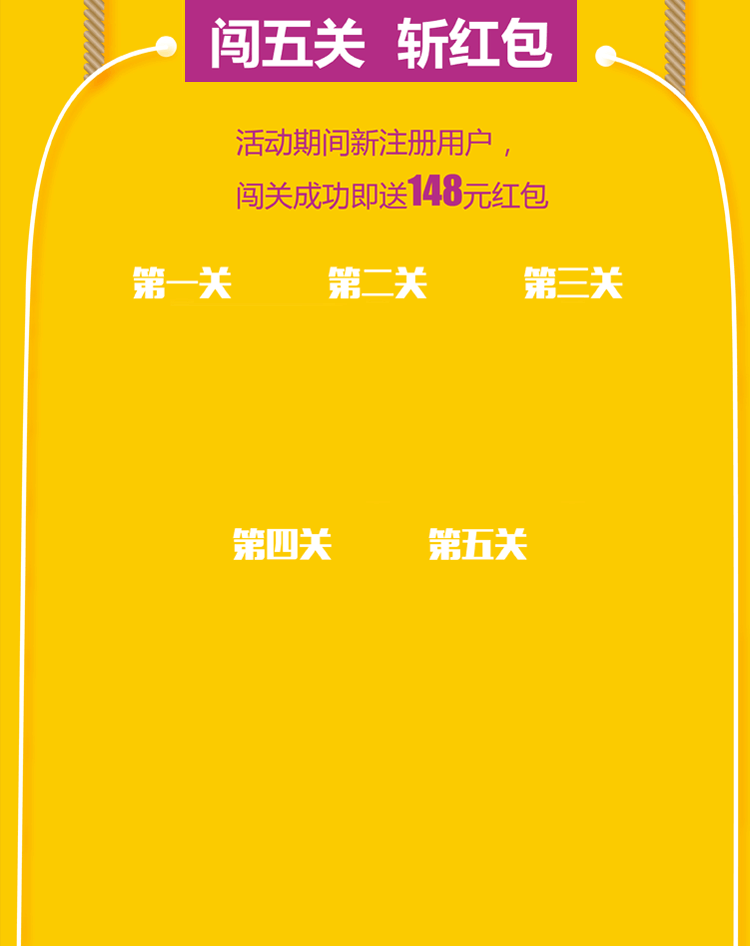 闯五关 斩红包
活动期间新注册用户，
闯关成功即送148元红包
第一关 第二关 第三关
第四关 第五关